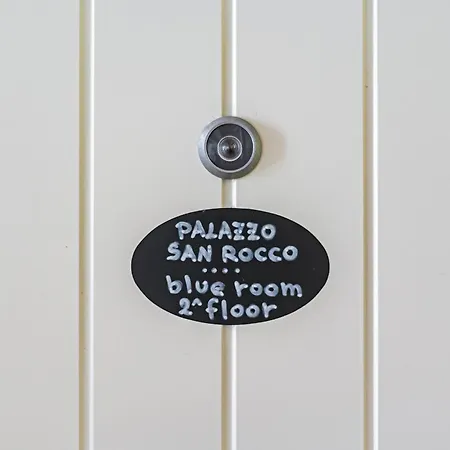 PALAZZO
SAN ROCCO
....
blue room
2^floor